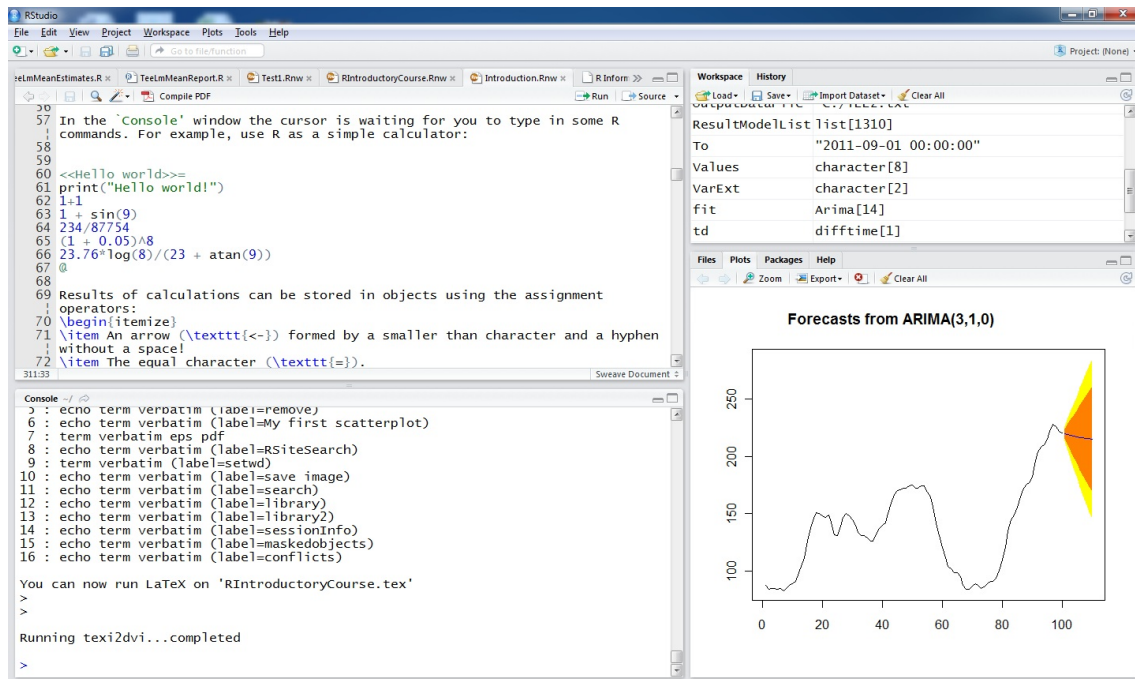 RStudio
File Edit View Project Workspace Plots Tools Help
Go to file/function
Project: (None)
eeLmMeanEstimates.R × TeeLmMeanReport.R × Test1.Rnw × RIntroductoryCourse.Rnw × Introduction.Rnw × R Inform »
Compile PDF Run Source
56
57 In the `Console' window the cursor is waiting for you to type in some R
commands. For example, use R as a simple calculator:
58
59
60 <<Hello world>>=
61 print("Hello world!")
62 1+1
63 1 + sin(9)
64 234/87754
65 (1 + 0.05)^8
66 23.76*log(8)/(23 + atan(9))
67 @
68
69 Results of calculations can be stored in objects using the assignment
operators:
70 \begin{itemize}
71 \item An arrow (\texttt{<-}) formed by a smaller than character and a hyphen
without a space!
72 \item The equal character (\texttt{=}).
311:33 Sweave Document
Console ~/
5 : echo term verbatim (label=remove)
6 : echo term verbatim (label=My first scatterplot)
7 : term verbatim eps pdf
8 : echo term verbatim (label=RSiteSearch)
9 : term verbatim (label=setwd)
10 : echo term verbatim (label=save image)
11 : echo term verbatim (label=search)
12 : echo term verbatim (label=library)
13 : echo term verbatim (label=library2)
14 : echo term verbatim (label=sessionInfo)
15 : echo term verbatim (label=maskedobjects)
16 : echo term verbatim (label=conflicts)
You can now run LaTeX on 'RIntroductoryCourse.tex'
>
>
Running texi2dvi...completed
>
Workspace History
Load Save Import Dataset Clear All
OutputDataFile "C:/TEE2.txt"
ResultModelList list[1310]
To "2011-09-01 00:00:00"
Values character[8]
VarExt character[2]
fit Arima[14]
td difftime[1]
Files Plots Packages Help
Zoom Export Clear All
Forecasts from ARIMA(3,1,0)
250
200
150
100
0 20 40 60 80 100